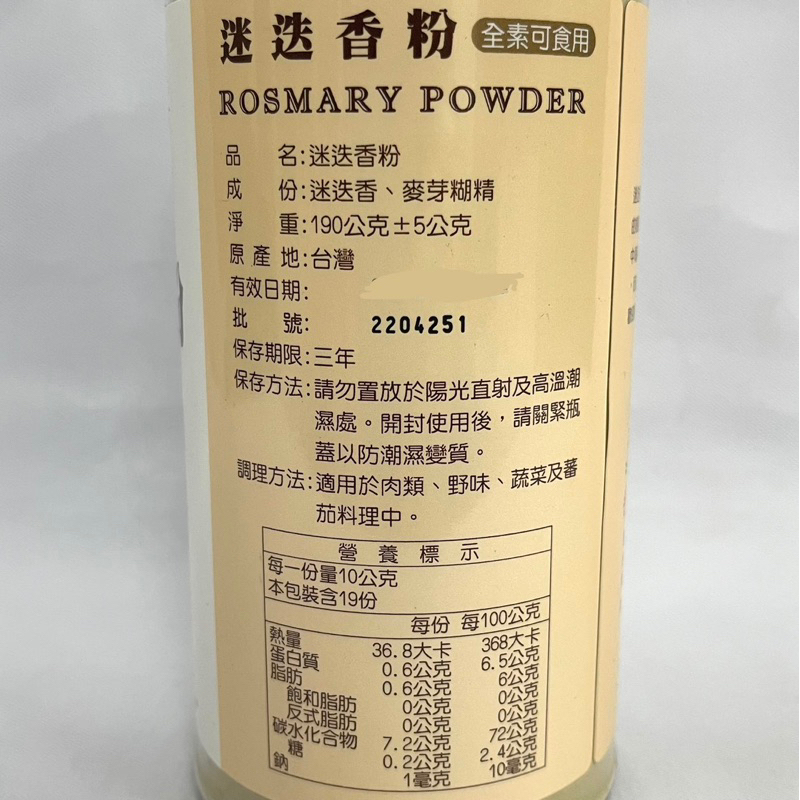 迷迭香粉 全素可食用
ROSMARY POWDER
品 名:迷迭香粉
成 份:迷迭香、麥芽糊精
淨 重:190公克±5公克
原產地:台灣
有效日期:
批 號: 2204251
保存期限:三年
保存方法:請勿置放於陽光直射及高溫潮
濕處。開封使用後,請關緊瓶
蓋以防潮濕變質。
調理方法:適用於肉類、野味、蔬菜及蕃
茄料理中。
營養標示
每一份量10公克
本包裝含19份
每份 每100公克
熱量 36.8大卡 368大卡
蛋白質 0.6公克 6.5公克
脂肪 0.6公克 6公克
飽和脂肪 0公克 0公克
反式脂肪 0公克 0公克
碳水化合物 7.2公克 72公克
糖 0.2公克 2.4公克
鈉 1毫克 10毫克